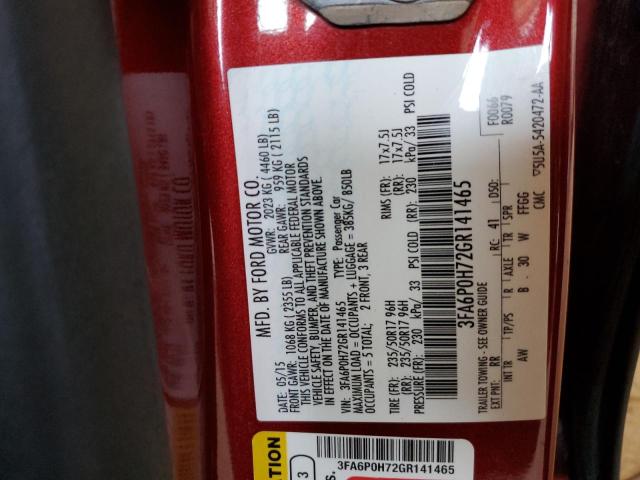 MFD. BY FORD MOTOR CO.
DATE: 05/15 GVWR: 2023 KG ( 4460 LB)
FRONT GAWR: 1068 KG ( 2355 LB) REAR GAWR: 959 KG ( 2115 LB)
THIS VEHICLE CONFORMS TO ALL APPLICABLE FEDERAL MOTOR
VEHICLE SAFETY, BUMPER, AND THEFT PREVENTION STANDARDS
IN EFFECT ON THE DATE OF MANUFACTURE SHOWN ABOVE.
VIN: 3FA6P0H72GR141465 TYPE: Passenger Car
MAXIMUM LOAD = OCCUPANTS + LUGGAGE = 385KG/ 850LB
OCCUPANTS = 5 TOTAL; 2 FRONT, 3 REAR
TIRE (FR): 235/50R17 96H RIMS (FR): 17x7.5J
(RR): 235/50R17 96H (RR): 17x7.5J
PRESSURE (FR): 230 kPa/ 33 PSI COLD (RR) 230 kPa/ 33 PSI COLD
3FA6P0H72GR141465
F0066
R0079
TRAILER TOWING - SEE OWNER GUIDE
EXT PNT: RR RC: 41 DSO:
INT TR TP/PS R AXLE TR SPR
AW B 30 W FFGG
CMC 5U5A-5420472-AA
3FA6P0H72GR141465
3